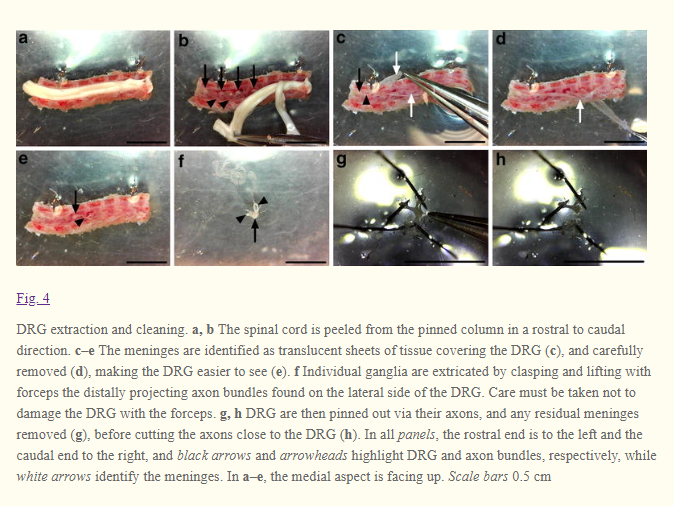 a b c d
e f g h
Fig. 4
DRG extraction and cleaning. a, b The spinal cord is peeled from the pinned column in a rostral to caudal
direction. c–e The meninges are identified as translucent sheets of tissue covering the DRG (c), and carefully
removed (d), making the DRG easier to see (e). f Individual ganglia are extricated by clasping and lifting with
forceps the distally projecting axon bundles found on the lateral side of the DRG. Care must be taken not to
damage the DRG with the forceps. g, h DRG are then pinned out via their axons, and any residual meninges
removed (g), before cutting the axons close to the DRG (h). In all panels, the rostral end is to the left and the
caudal end to the right, and black arrows and arrowheads highlight DRG and axon bundles, respectively, while
white arrows identify the meninges. In a–e, the medial aspect is facing up. Scale bars 0.5 cm